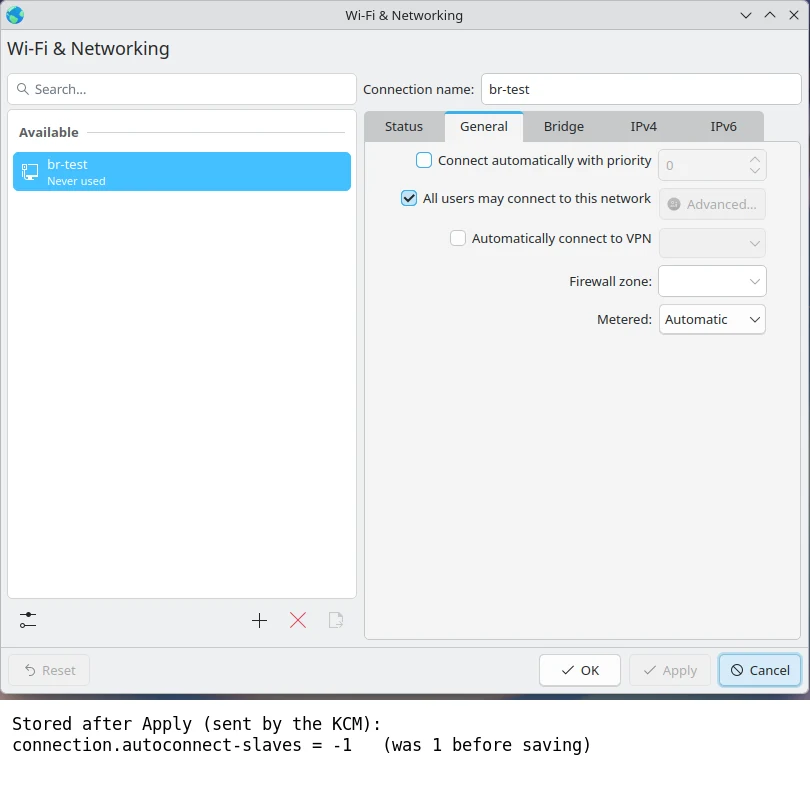 Wi-Fi & Networking
Wi-Fi & Networking
Search...
Connection name: br-test
Available
br-test
Never used
Status General Bridge IPv4 IPv6
Connect automatically with priority 0
All users may connect to this network Advanced...
Automatically connect to VPN
Firewall zone:
Metered: Automatic
Reset OK Apply Cancel
Stored after Apply (sent by the KCM):
connection.autoconnect-slaves = -1 (was 1 before saving)